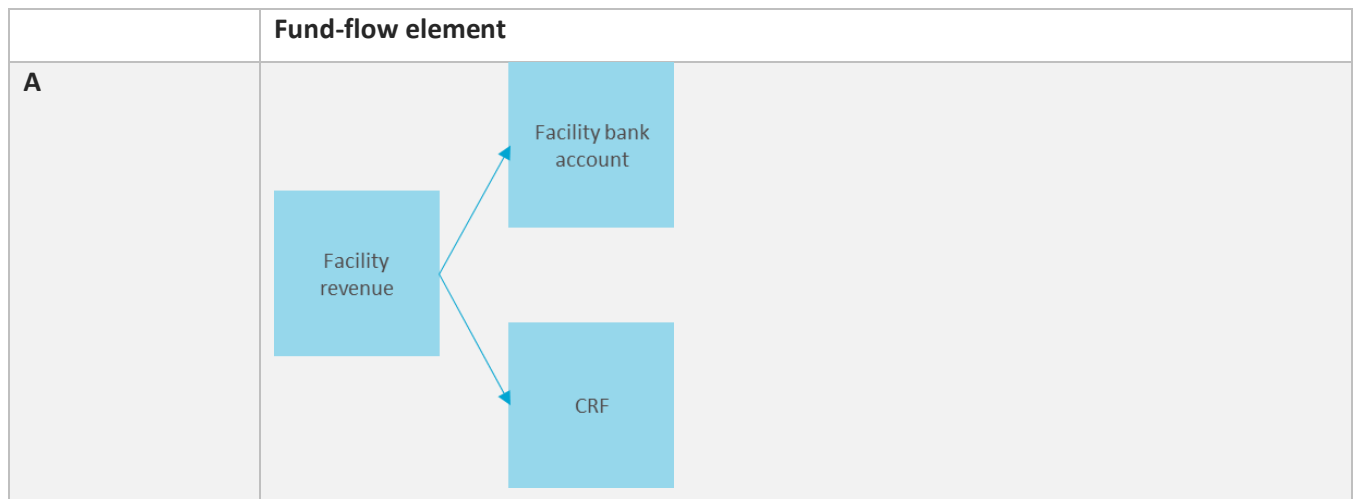 Fund-flow element
A
Facility bank
account
Facility
revenue
CRF